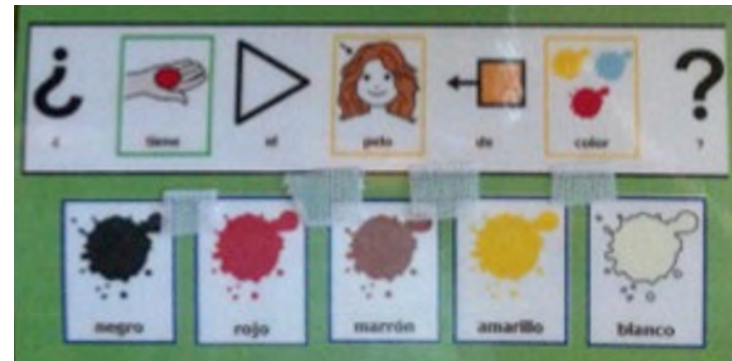 ¿ tiene el pelo de color ?
negro rojo marrón amarillo blanco